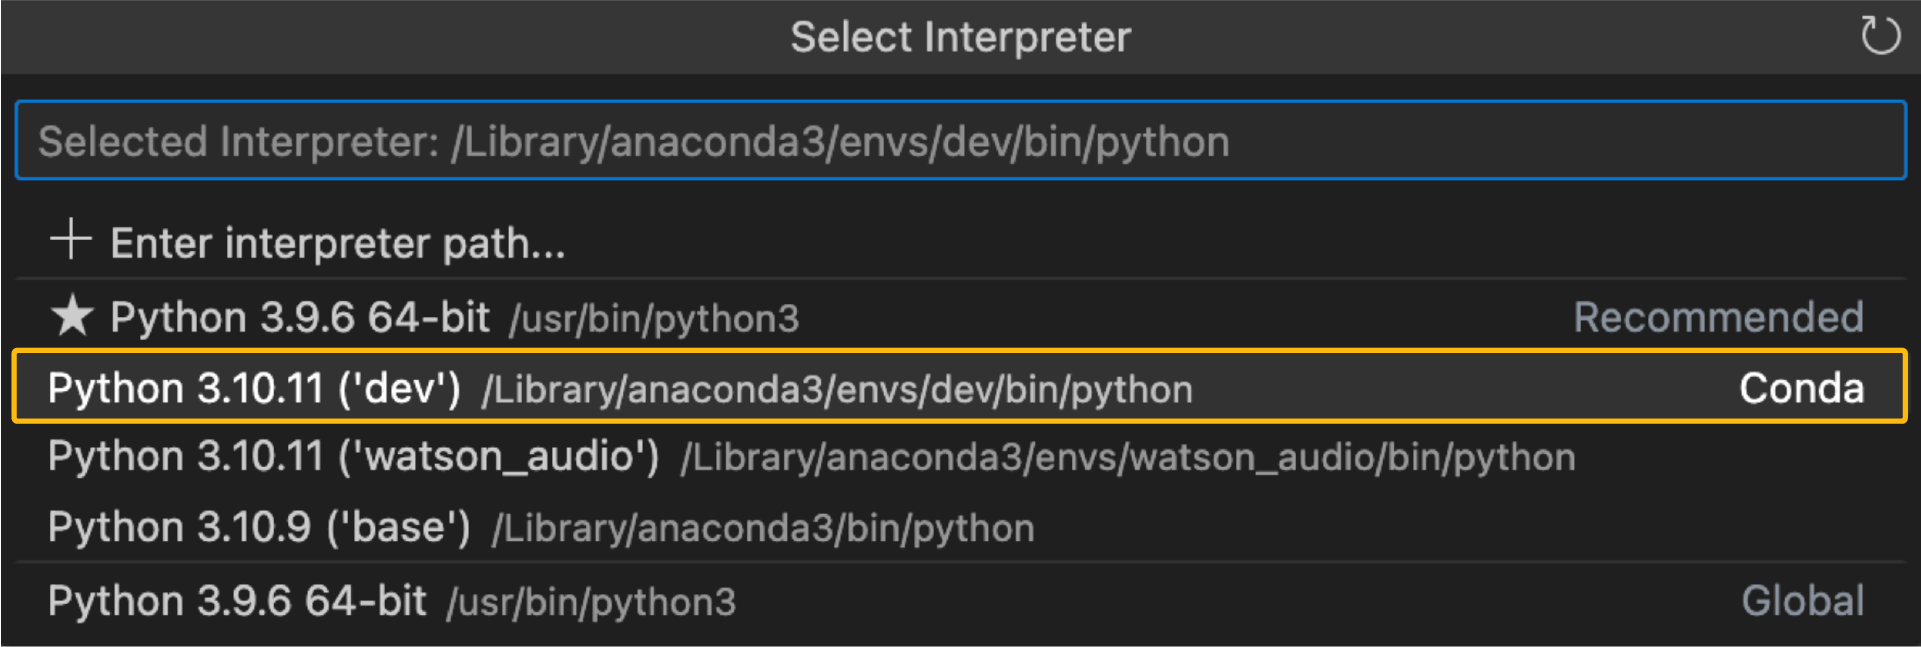 Select Interpreter
Selected Interpreter: /Library/anaconda3/envs/dev/bin/python
Enter interpreter path...
Python 3.9.6 64-bit /usr/bin/python3 Recommended
Python 3.10.11 ('dev') /Library/anaconda3/envs/dev/bin/python Conda
Python 3.10.11 ('watson_audio') /Library/anaconda3/envs/watson_audio/bin/python
Python 3.10.9 ('base') /Library/anaconda3/bin/python
Python 3.9.6 64-bit /usr/bin/python3 Global